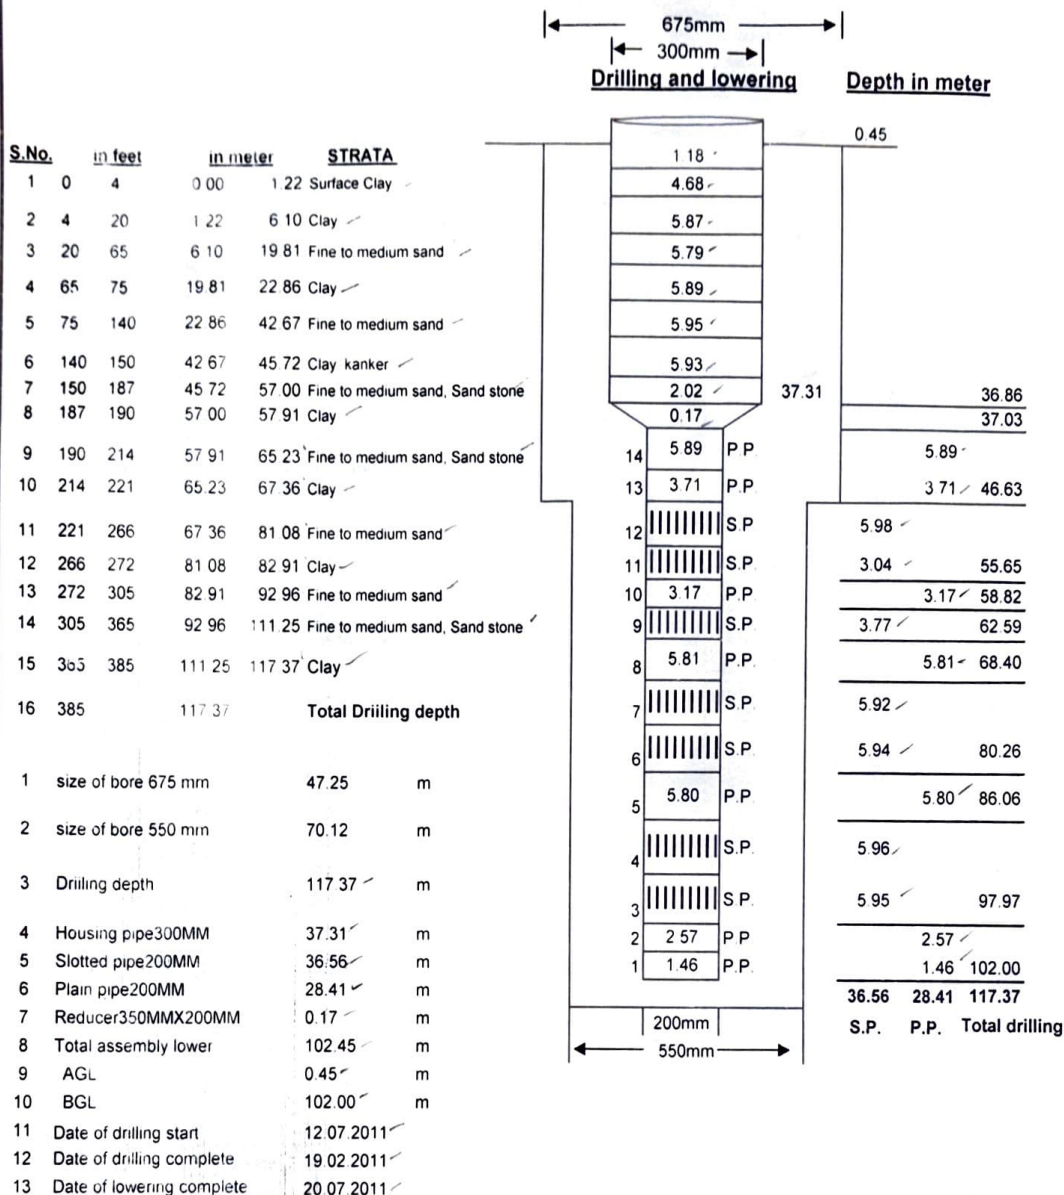 675mm
300mm
Drilling and lowering Depth in meter
0.45
S.No. in feet in meter STRATA
1 0 4 0 00 1.22 Surface Clay
2 4 20 1 22 6 10 Clay
3 20 65 6 10 19 81 Fine to medium sand
4 65 75 19.81 22.86 Clay
5 75 140 22 86 42 67 Fine to medium sand
6 140 150 42 67 45.72 Clay kanker
7 150 187 45 72 57.00 Fine to medium sand, Sand stone
8 187 190 57 00 57 91 Clay
9 190 214 57 91 65 23 Fine to medium sand, Sand stone
10 214 221 65.23 67.36 Clay
11 221 266 67 36 81 08 Fine to medium sand
12 266 272 81 08 82 91 Clay
13 272 305 82.91 92 96 Fine to medium sand
14 305 365 92 96 111.25 Fine to medium sand, Sand stone
15 365 385 111 25 117 37 Clay
16 385 117 37 Total Driiling depth
1 size of bore 675 mm 47.25 m
2 size of bore 550 mm 70.12 m
3 Driiling depth 117 37 m
4 Housing pipe300MM 37.31 m
5 Slotted pipe200MM 36.56 m
6 Plain pipe200MM 28.41 m
7 Reducer350MMX200MM 0.17 m
8 Total assembly lower 102.45 m
9 AGL 0.45 m
10 BGL 102.00 m
11 Date of drilling start 12.07.2011
12 Date of drilling complete 19.02.2011
13 Date of lowering complete 20.07.2011
1.18
4.68
5.87
5.79
5.89
5.95
5.93
2.02 37.31 36.86
0.17 37.03
14 5.89 P.P. 5.89
13 3.71 P.P. 3 71 46.63
12 S.P 5.98
11 S.P. 3.04 55.65
10 3.17 P.P. 3.17 58.82
9 S.P. 3.77 62.59
8 5.81 P.P. 5.81 68.40
7 S.P. 5.92
6 S.P. 5.94 80.26
5 5.80 P.P. 5.80 86.06
4 S.P. 5.96
3 S.P. 5.95 97.97
2 2 57 P.P 2.57
1 1.46 P.P. 1.46 102.00
36.56 28.41 117.37
S.P. P.P. Total drilling
200mm
550mm